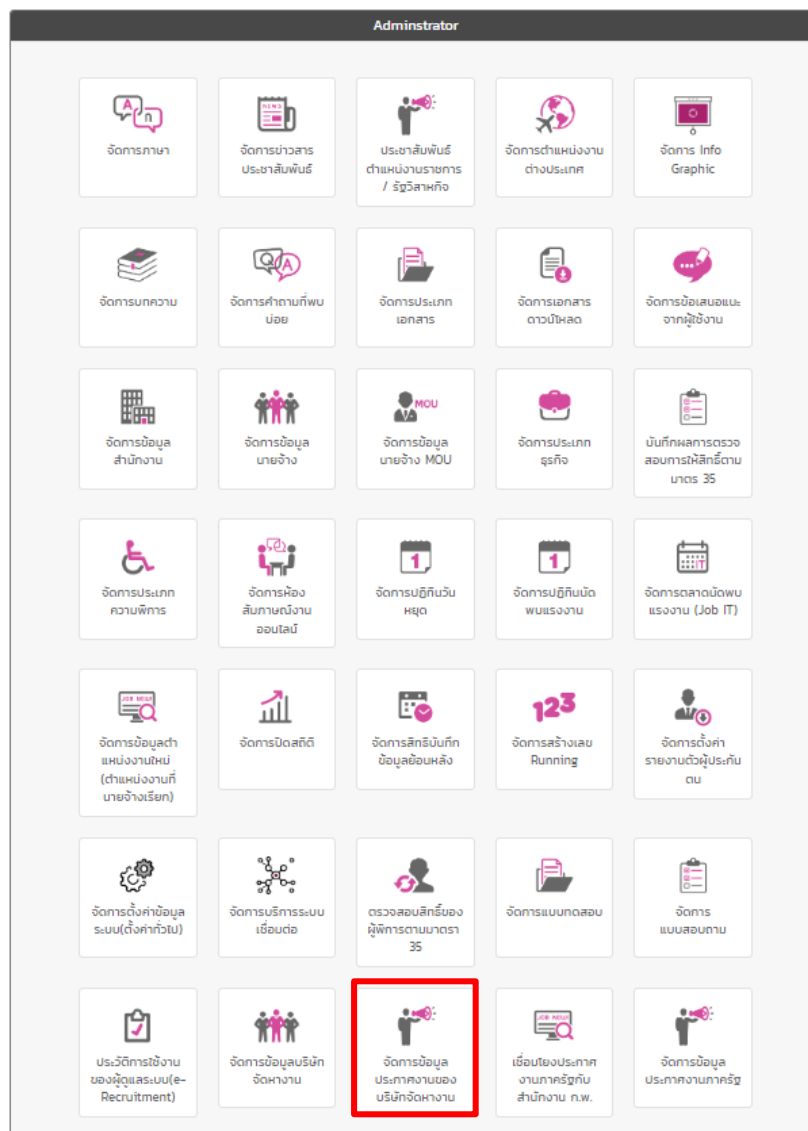 Adminstrator
จัดการภาษา
จัดการข่าวสาร
ประชาสัมพันธ์
ประชาสัมพันธ์
ตำแหน่งงานราชการ
/ รัฐวิสาหกิจ
จัดการตำแหน่งงาน
ต่างประเทศ
จัดการ Info
Graphic
จัดการบทความ
จัดการคำถามที่พบ
บ่อย
จัดการประเภท
เอกสาร
จัดการเอกสาร
ดาวน์โหลด
จัดการข้อเสนอแนะ
จากผู้ใช้งาน
จัดการข้อมูล
สำนักงาน
จัดการข้อมูล
นายจ้าง
MOU
จัดการข้อมูล
นายจ้าง MOU
จัดการประเภท
ธุรกิจ
บันทึกผลการตรวจ
สอบการให้สิทธิ์ตาม
มาตร 35
จัดการประเภท
ความพิการ
จัดการห้อง
สัมภาษณ์งาน
ออนไลน์
1
จัดการปฎิทินวัน
หยุด
1
จัดการปฎิทินนัด
พบแรงงาน
IT
จัดการตลาดนัดพบ
แรงงาน (Job IT)
จัดการข้อมูลตำ
แหน่งงานใหม่
(ตำแหน่งงานที่
นายจ้างเรียก)
จัดการปิดสถิติ
จัดการสิทธิบันทึก
ข้อมูลย้อนหลัง
123
จัดการสร้างเลข
Running
จัดการตั้งค่า
รายงานตัวผู้ประกัน
ตน
จัดการตั้งค่าข้อมูล
ระบบ(ตั้งค่าทั่วไป)
จัดการบริการระบบ
เชื่อมต่อ
ตรวจสอบสิทธิ์ของ
ผู้พิการตามมาตรา
35
จัดการแบบทดสอบ
จัดการ
แบบสอบถาม
ประวัติการใช้งาน
ของผู้ดูแลระบบ(e-
Recruitment)
จัดการข้อมูลบริษัท
จัดหางาน
จัดการข้อมูล
ประกาศงานของ
บริษัทจัดหางาน
เชื่อมโยงประกาศ
งานภาครัฐกับ
สำนักงาน ก.พ.
จัดการข้อมูล
ประกาศงานภาครัฐ